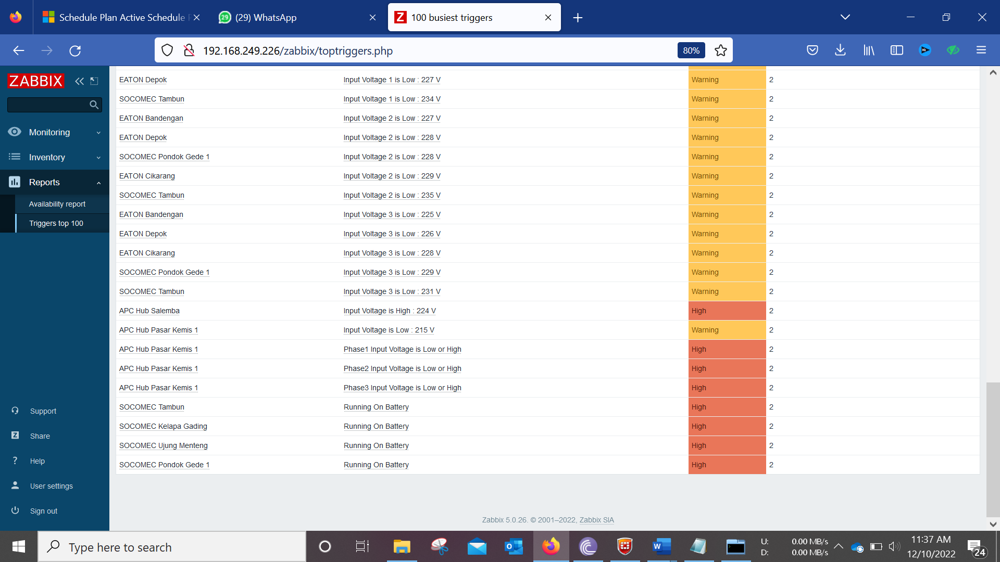 Schedule Plan Active Schedule
29
(29) WhatsApp
Z
100 busiest triggers
192.168.249.226/zabbix/toptriggers.php
80%
ZABBIX
Monitoring
Inventory
Reports
Availability report
Triggers top 100
Support
Z Share
? Help
User settings
Sign out
EATON Depok Input Voltage 1 is Low : 227 V Warning 2
SOCOMEC Tambun Input Voltage 1 is Low : 234 V Warning 2
EATON Bandengan Input Voltage 2 is Low : 227 V Warning 2
EATON Depok Input Voltage 2 is Low : 228 V Warning 2
SOCOMEC Pondok Gede 1 Input Voltage 2 is Low : 228 V Warning 2
EATON Cikarang Input Voltage 2 is Low : 229 V Warning 2
SOCOMEC Tambun Input Voltage 2 is Low : 235 V Warning 2
EATON Bandengan Input Voltage 3 is Low : 225 V Warning 2
EATON Depok Input Voltage 3 is Low : 226 V Warning 2
EATON Cikarang Input Voltage 3 is Low : 228 V Warning 2
SOCOMEC Pondok Gede 1 Input Voltage 3 is Low : 229 V Warning 2
SOCOMEC Tambun Input Voltage 3 is Low : 231 V Warning 2
APC Hub Salemba Input Voltage is High : 224 V High 2
APC Hub Pasar Kemis 1 Input Voltage is Low : 215 V Warning 2
APC Hub Pasar Kemis 1 Phase1 Input Voltage is Low or High High 2
APC Hub Pasar Kemis 1 Phase2 Input Voltage is Low or High High 2
APC Hub Pasar Kemis 1 Phase3 Input Voltage is Low or High High 2
SOCOMEC Tambun Running On Battery High 2
SOCOMEC Kelapa Gading Running On Battery High 2
SOCOMEC Ujung Menteng Running On Battery High 2
SOCOMEC Pondok Gede 1 Running On Battery High 2
Zabbix 5.0.26. © 2001–2022, Zabbix SIA
Type here to search
U: 0.00 MB/s
D: 0.00 MB/s
11:37 AM
12/10/2022
24